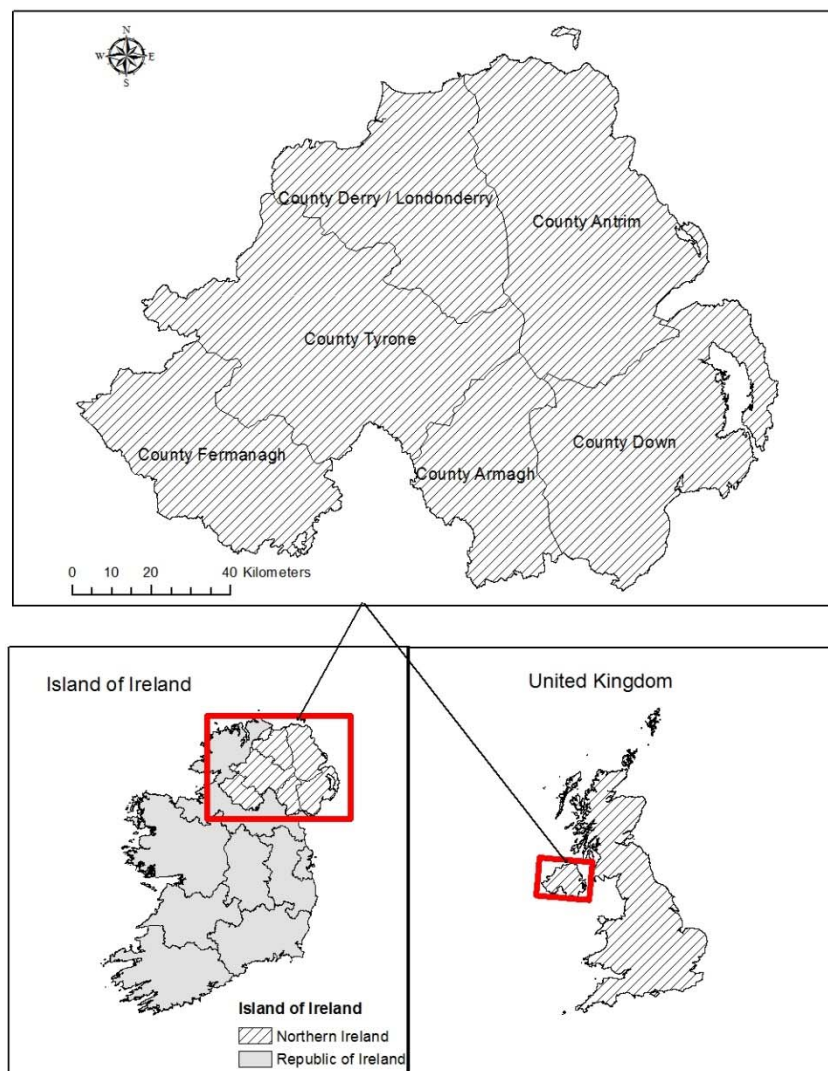 N
W E
S
County Derry / Londonderry
County Antrim
County Tyrone
County Down
County Fermanagh
County Armagh
0 10 20 40 Kilometers
Island of Ireland
United Kingdom
Island of Ireland
Northern Ireland
Republic of Ireland